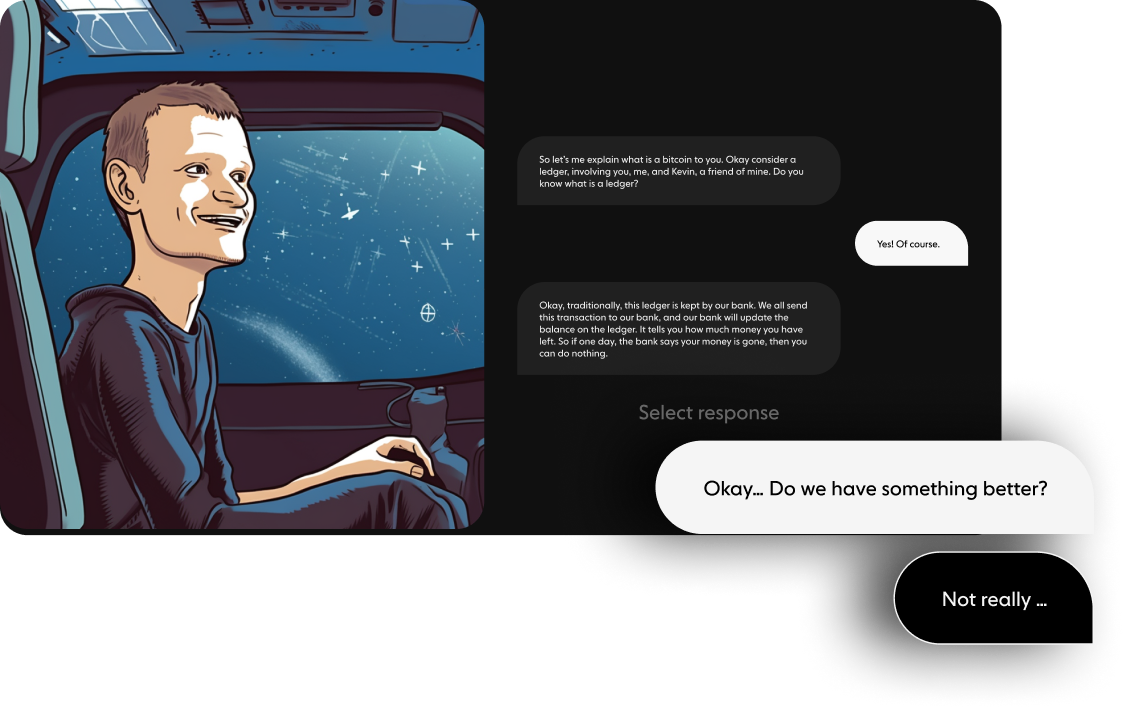 So let's me explain what is a bitcoin to you. Okay consider a
ledger, involving you, me, and Kevin, a friend of mine. Do you
know what is a ledger?
Yes! Of course.
Okay, traditionally, this ledger is kept by our bank. We all send
this transaction to our bank, and our bank will update the
balance on the ledger. It tells you how much money you have
left. So if one day, the bank says your money is gone, then you
can do nothing.
Select response
Okay... Do we have something better?
Not really ...